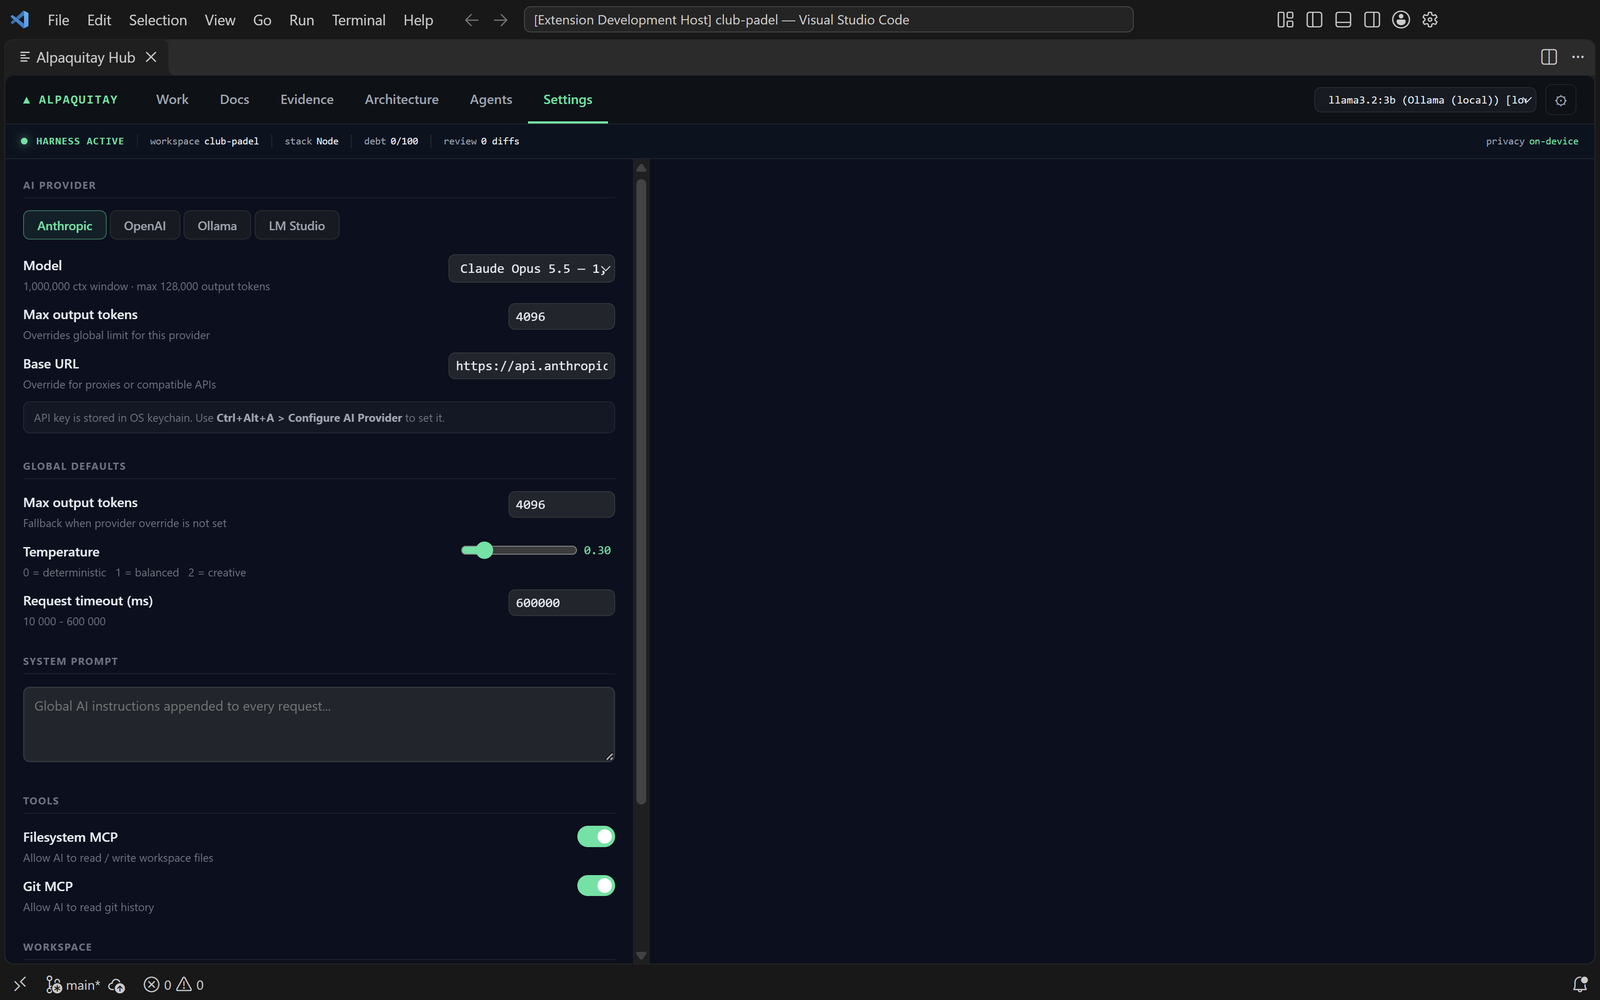 File Edit Selection View Go Run Terminal Help
[Extension Development Host] club-padel — Visual Studio Code
Alpaquitay Hub
▲ ALPAQUITAY Work Docs Evidence Architecture Agents Settings
llama3.2:3b (Ollama (local)) [lo
HARNESS ACTIVE workspace club-padel stack Node debt 0/100 review 0 diffs privacy on-device
AI PROVIDER
Anthropic OpenAI Ollama LM Studio
Model
Claude Opus 5.5 — 1
1,000,000 ctx window · max 128,000 output tokens
Max output tokens
4096
Overrides global limit for this provider
Base URL
https://api.anthropic
Override for proxies or compatible APIs
API key is stored in OS keychain. Use Ctrl+Alt+A > Configure AI Provider to set it.
GLOBAL DEFAULTS
Max output tokens
4096
Fallback when provider override is not set
Temperature
0.30
0 = deterministic 1 = balanced 2 = creative
Request timeout (ms)
600000
10 000 - 600 000
SYSTEM PROMPT
Global AI instructions appended to every request...
TOOLS
Filesystem MCP
Allow AI to read / write workspace files
Git MCP
Allow AI to read git history
WORKSPACE
main* 0 0